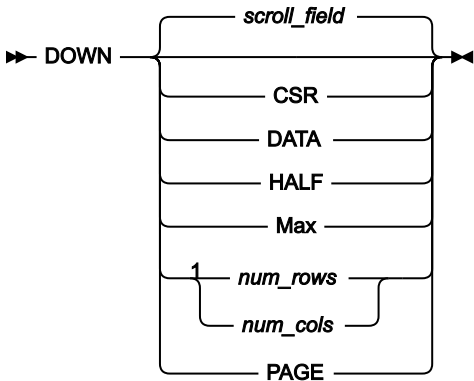 scroll_field
DOWN
CSR
DATA
HALF
Max
1
num_rows
num_cols
PAGE